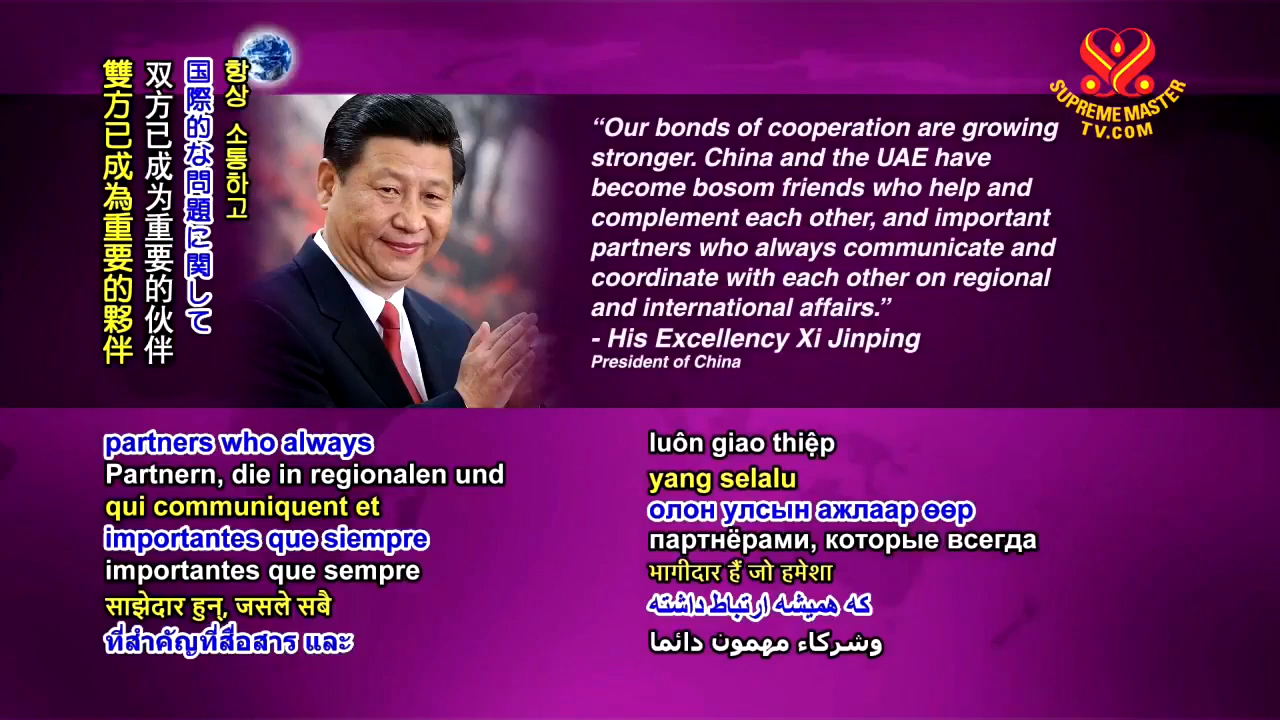 항상 소통하고
国際的な問題に関して
双方已成为重要的伙伴
雙方已成為重要的夥伴
SUPREME MASTER
TV.COM
“Our bonds of cooperation are growing
stronger. China and the UAE have
become bosom friends who help and
complement each other, and important
partners who always communicate and
coordinate with each other on regional
and international affairs.”
- His Excellency Xi Jinping
President of China
partners who always
Partnern, die in regionalen und
qui communiquent et
importantes que siempre
importantes que sempre
साझेदार हुन्, जसले सबै
ที่สำคัญที่สื่อสาร และ
luôn giao thiệp
yang selalu
олон улсын ажлаар өөр
партнёрами, которые всегда
भागीदार हैं जो हमेशा
که همیشه ارتباط داشته
وشركاء مهمون دائما